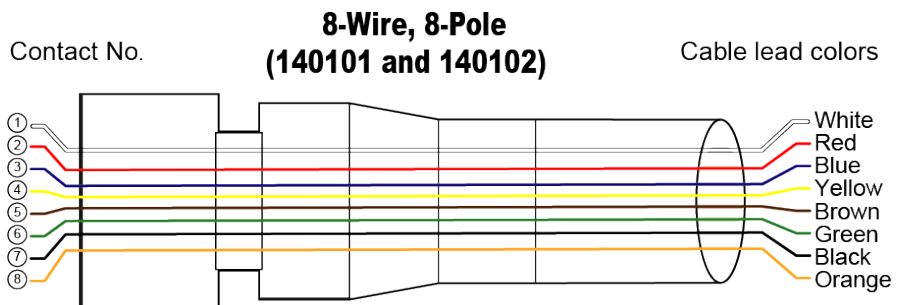 8-Wire, 8-Pole
(140101 and 140102)
Contact No.
Cable lead colors
1 White
2 Red
3 Blue
4 Yellow
5 Brown
6 Green
7 Black
8 Orange